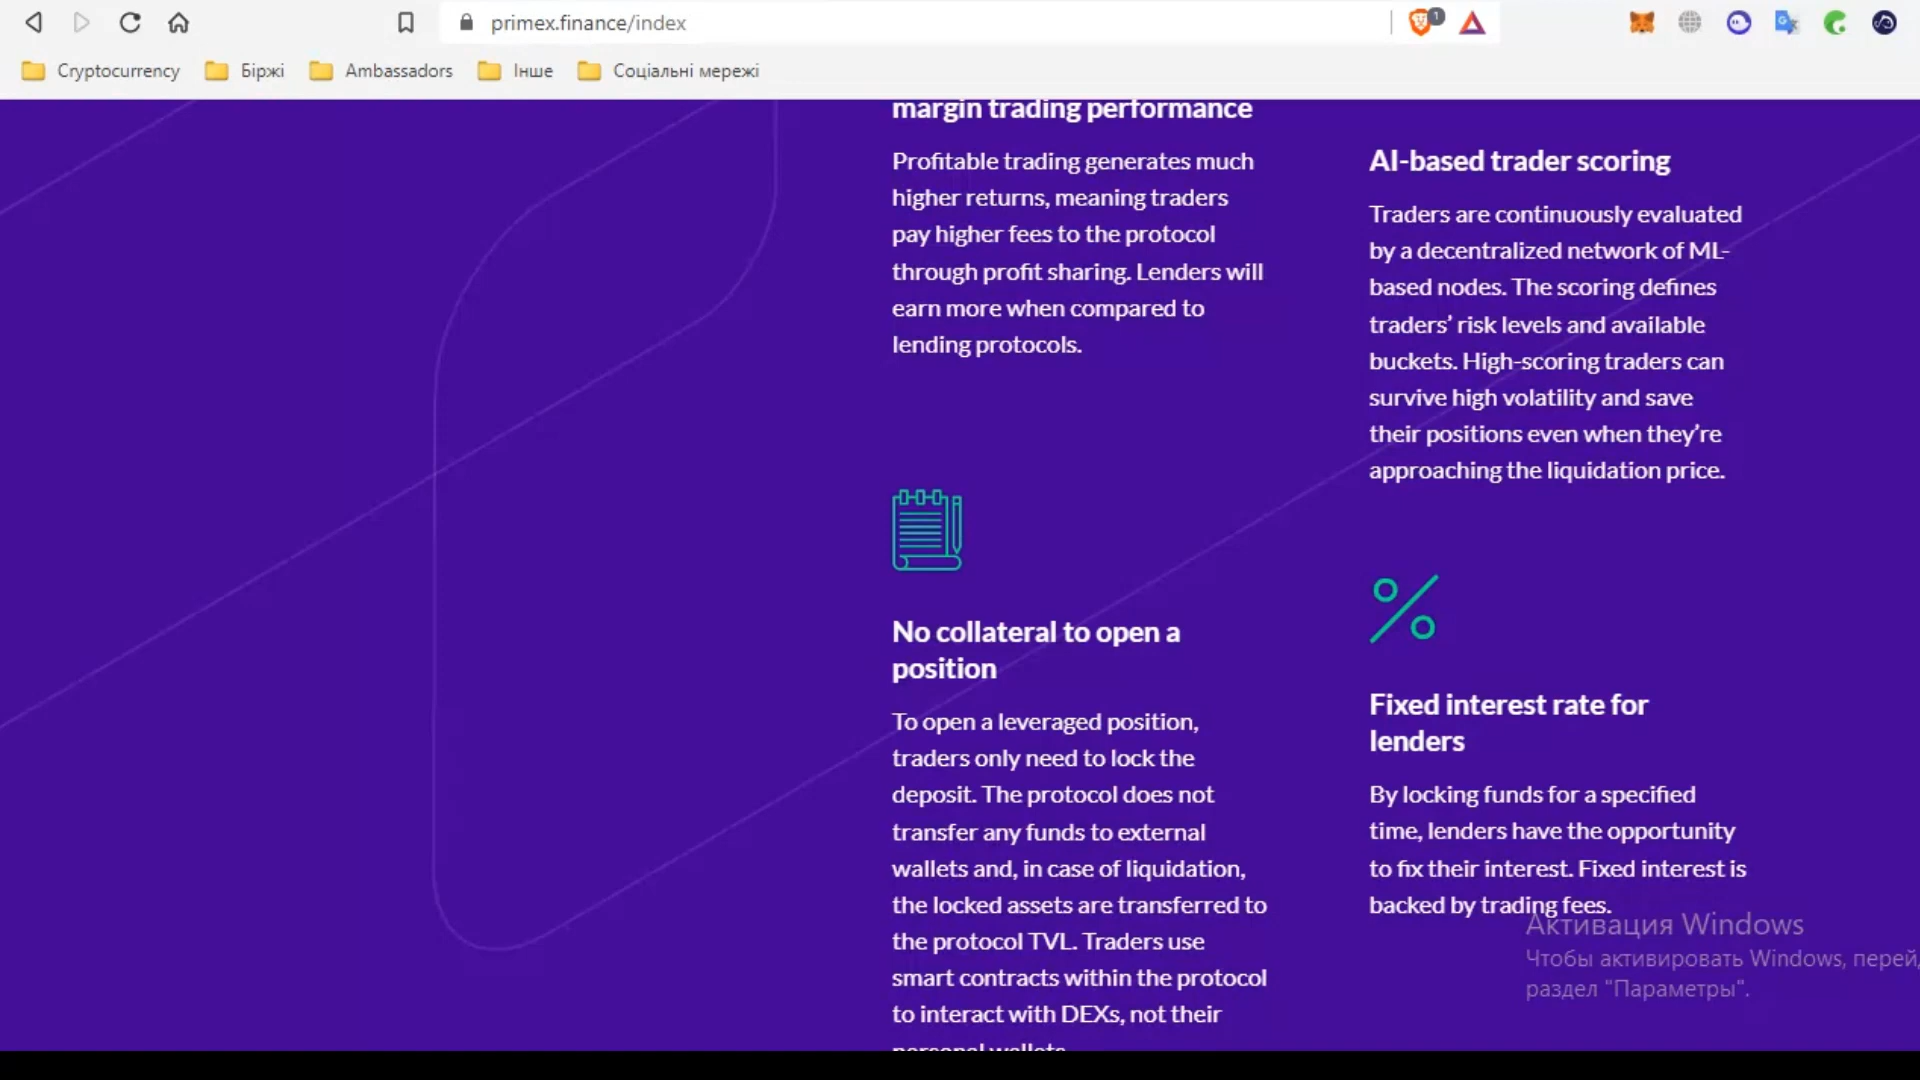 primex.finance/index
1
Cryptocurrency
Біржі
Ambassadors
Інше
Соціальні мережі
margin trading performance
Profitable trading generates much
higher returns, meaning traders
pay higher fees to the protocol
through profit sharing. Lenders will
earn more when compared to
lending protocols.
No collateral to open a
position
To open a leveraged position,
traders only need to lock the
deposit. The protocol does not
transfer any funds to external
wallets and, in case of liquidation,
the locked assets are transferred to
the protocol TVL. Traders use
smart contracts within the protocol
to interact with DEXs, not their
personal wallets.
AI-based trader scoring
Traders are continuously evaluated
by a decentralized network of ML-
based nodes. The scoring defines
traders’ risk levels and available
buckets. High-scoring traders can
survive high volatility and save
their positions even when they’re
approaching the liquidation price.
Fixed interest rate for
lenders
By locking funds for a specified
time, lenders have the opportunity
to fix their interest. Fixed interest is
backed by trading fees.
Активация Windows
Чтобы активировать Windows, перей
раздел "Параметры".